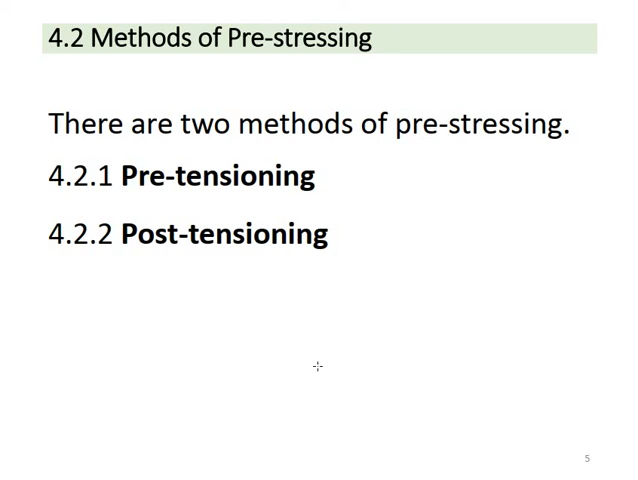 4.2 Methods of Pre-stressing
There are two methods of pre-stressing.
4.2.1 Pre-tensioning
4.2.2 Post-tensioning
5